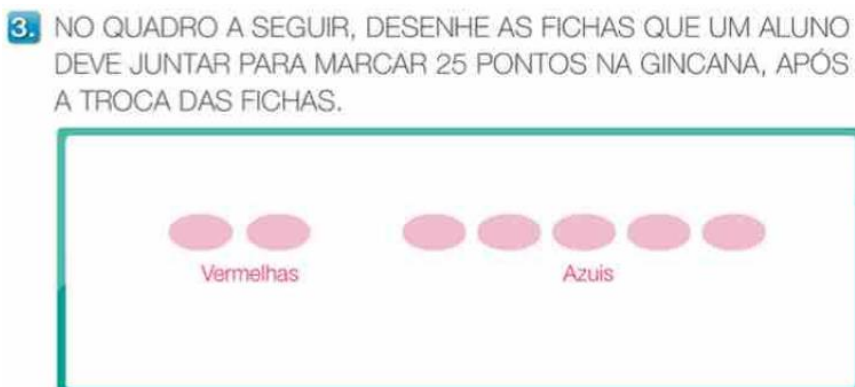 3. NO QUADRO A SEGUIR, DESENHE AS FICHAS QUE UM ALUNO
DEVE JUNTAR PARA MARCAR 25 PONTOS NA GINCANA, APÓS
A TROCA DAS FICHAS.
Vermelhas Azuis